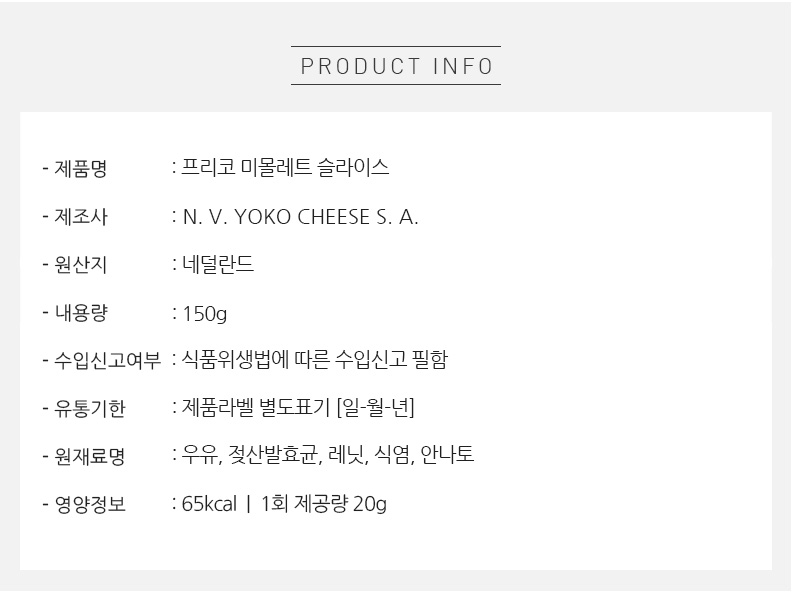 PRODUCT INFO
- 제품명 : 프리코 미몰레트 슬라이스
- 제조사 : N. V. YOKO CHEESE S. A.
- 원산지 : 네덜란드
- 내용량 : 150g
- 수입신고여부 : 식품위생법에 따른 수입신고 필함
- 유통기한 : 제품라벨 별도표기 [일-월-년]
- 원재료명 : 우유, 젖산발효균, 레닛, 식염, 안나토
- 영양정보 : 65kcal | 1회 제공량 20g